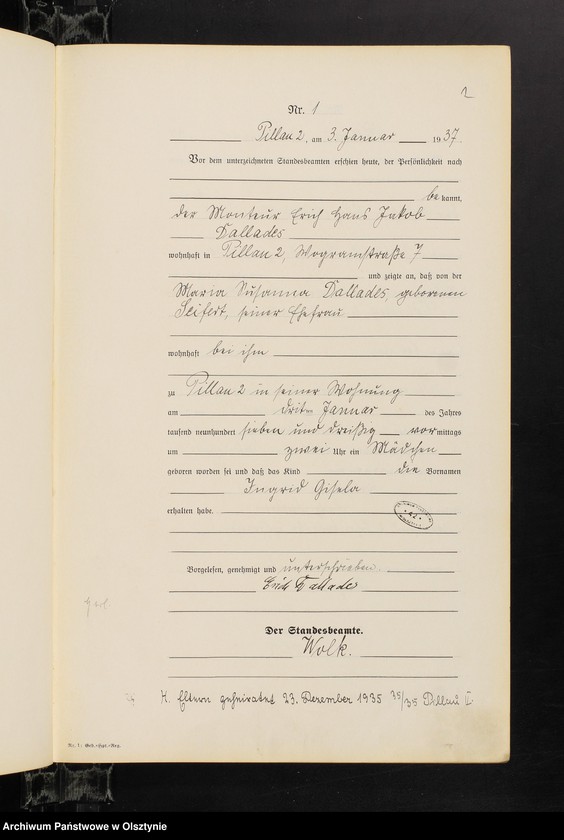 2
Nr. 1
Pillau 2, am 3. Januar 1937.
Vor dem unterzeichneten Standesbeamten erschien heute, der Persönlichkeit nach
bekannt,
der Monteur Erich Hans Jakob
Dallades
wohnhaft in Pillau 2, Wogramstraße 7
und zeigte an, daß von der
Maria Susanna Dallades, geborenen
Seifert, seiner Ehefrau
wohnhaft bei ihm
zu Pillau 2 in seiner Wohnung
am dritten Januar des Jahres
tausend neunhundert sieben und dreißig vormittags
um zwei Uhr ein Mädchen
geboren worden sei und daß das Kind die Vornamen
Ingrid Gisela
erhalten habe.
Vorgelesen, genehmigt und unterschrieben.
Erich Dallades
Der Standesbeamte.
Wolk.
H. Eltern geheiratet 23. Dezember 1935 35/35 Pillau II.
Archiwum Państwowe w Olsztynie